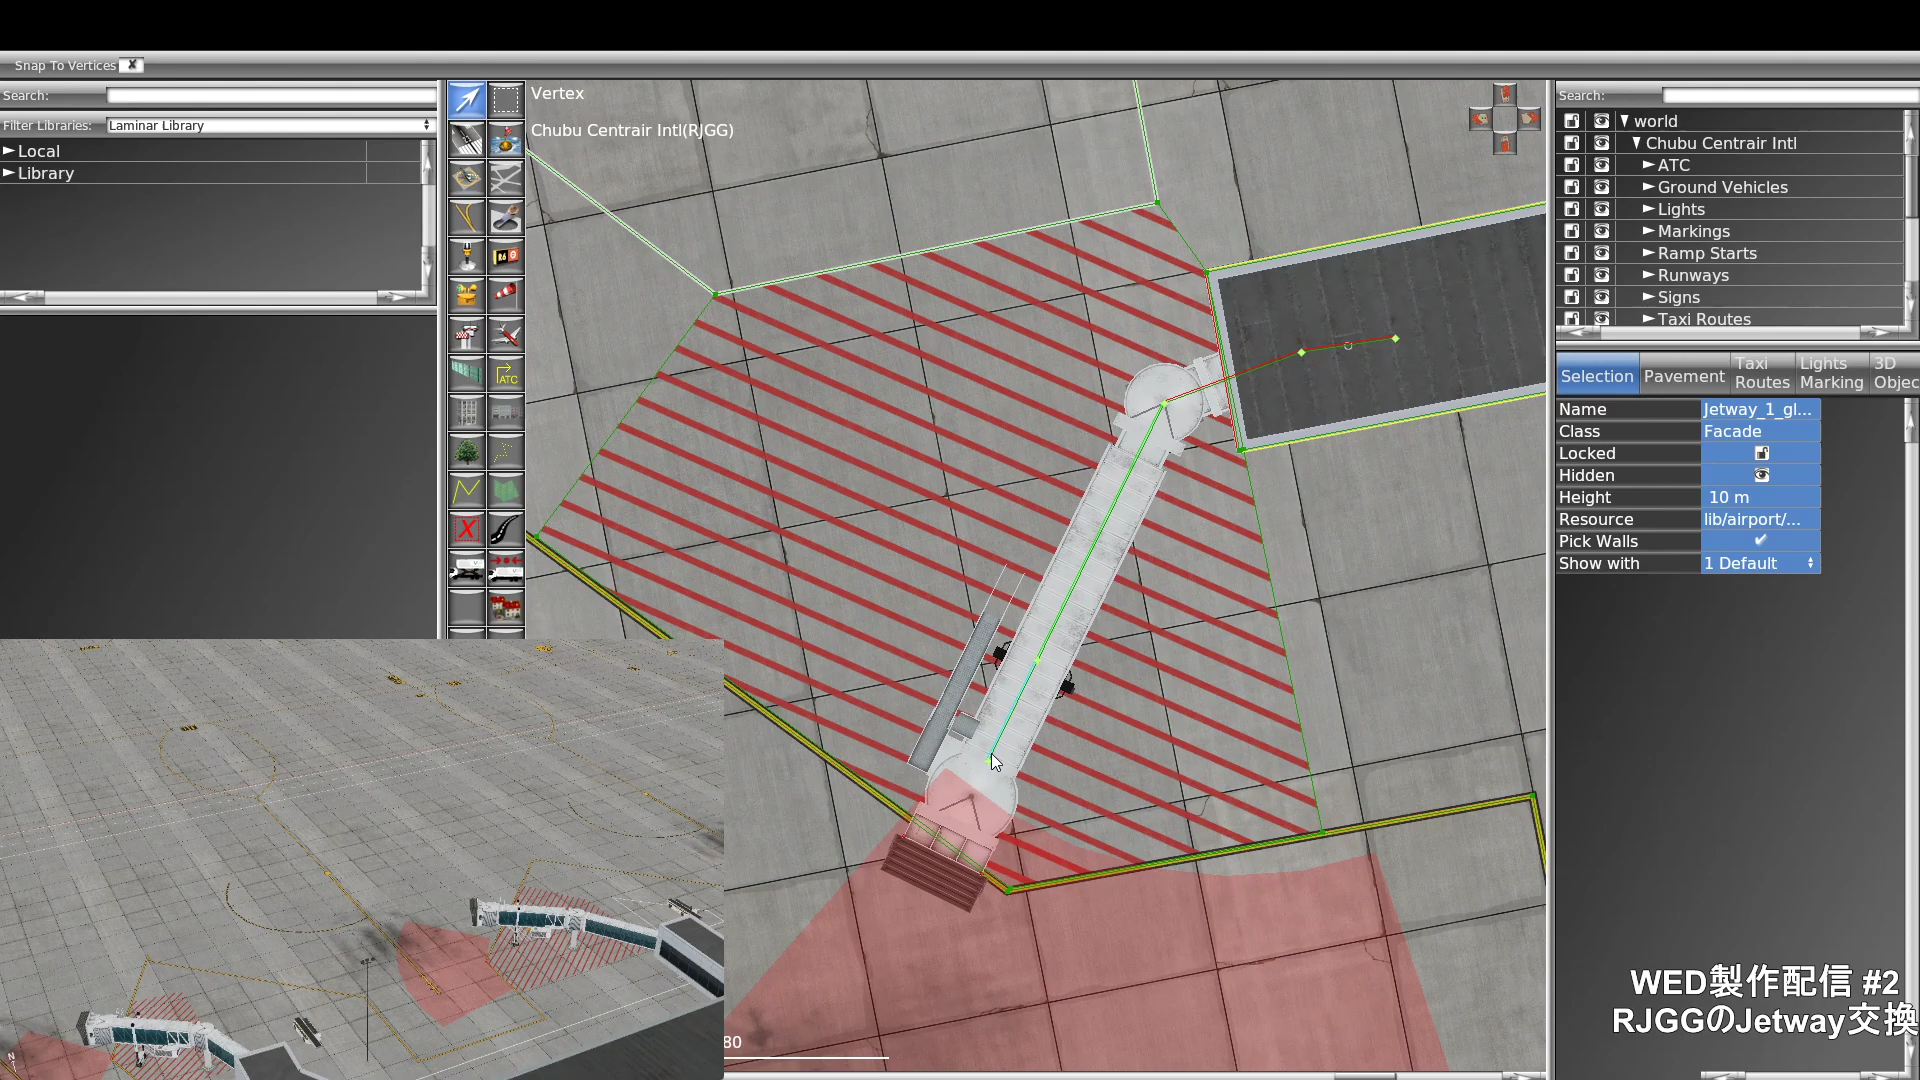 Snap To Vertices
Search:
Filter Libraries: Laminar Library
Local
Library
Vertex
Chubu Centrair Intl(RJGG)
R6
ATC
80
N
Search:
world
Chubu Centrair Intl
ATC
Ground Vehicles
Lights
Markings
Ramp Starts
Runways
Signs
Taxi Routes
Selection Pavement Taxi Routes Lights Marking 3D Objec
Name Jetway_1_gl...
Class Facade
Locked
Hidden
Height 10 m
Resource lib/airport/...
Pick Walls
Show with 1 Default
WED製作配信 #2
RJGGのJetway交換